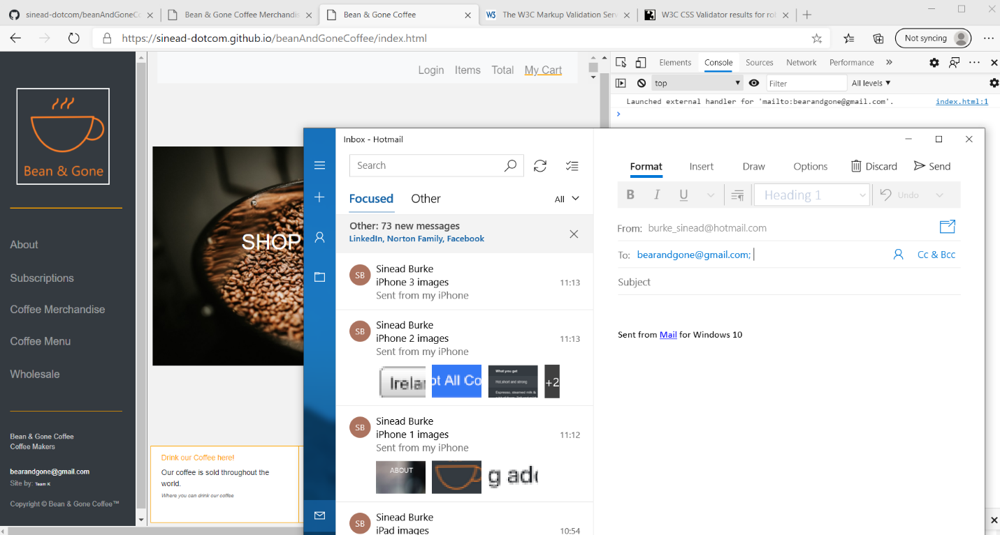 sinead-dotcom/beanAndGoneCo
Bean & Gone Coffee Merchandis
Bean & Gone Coffee
The W3C Markup Validation Serv
W3C CSS Validator results for rol
https://sinead-dotcom.github.io/beanAndGoneCoffee/index.html
Not syncing
Bean & Gone
About
Subscriptions
Coffee Merchandise
Coffee Menu
Wholesale
Bean & Gone Coffee
Coffee Makers
bearandgone@gmail.com
Site by: Team K
Copyright © Bean & Gone Coffee™
Login Items Total My Cart
SHOP
Drink our Coffee here!
Our coffee is sold throughout the
world.
Where you can drink our coffee
Elements Console Sources Network Performance
top Filter All levels
Launched external handler for 'mailto:bearandgone@gmail.com'. index.html:1
Inbox - Hotmail
Search
Focused Other All
Other: 73 new messages
LinkedIn, Norton Family, Facebook
SB
Sinead Burke
iPhone 3 images 11:13
Sent from my iPhone
SB
Sinead Burke
iPhone 2 images 11:13
Sent from my iPhone
Irelan
ot All Co
What you get
Hot,short and strong
Espresso, steamed milk &
+2
SB
Sinead Burke
iPhone 1 images 11:12
Sent from my iPhone
ABOUT
g add
SB
Sinead Burke
iPad images 10:54
Format Insert Draw Options Discard Send
B I U Heading 1 Undo
From: burke_sinead@hotmail.com
To: bearandgone@gmail.com; Cc & Bcc
Subject
Sent from Mail for Windows 10